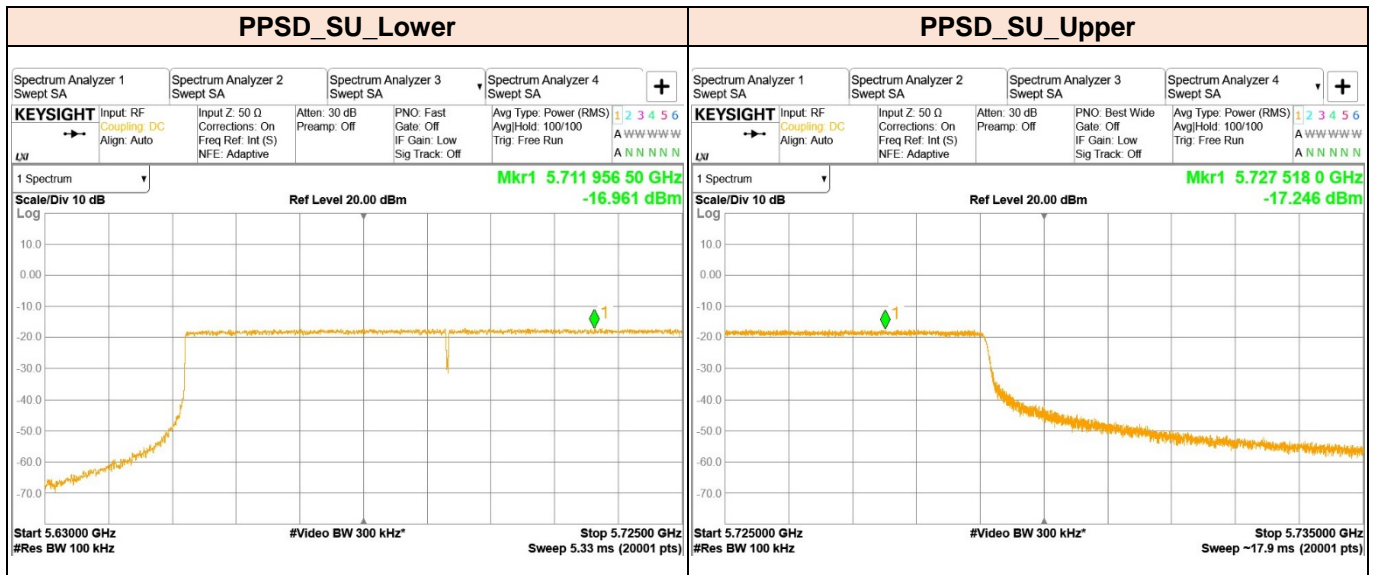 PPSD_SU_Lower
Spectrum Analyzer 1
Swept SA
Spectrum Analyzer 2
Swept SA
Spectrum Analyzer 3
Swept SA
Spectrum Analyzer 4
Swept SA
+
KEYSIGHT
LXI
Input: RF
Coupling: DC
Align: Auto
Input Z: 50 Ω
Corrections: On
Freq Ref: Int (S)
NFE: Adaptive
Atten: 30 dB
Preamp: Off
PNO: Fast
Gate: Off
IF Gain: Low
Sig Track: Off
Avg Type: Power (RMS)
Avg|Hold: 100/100
Trig: Free Run
1 2 3 4 5 6
A W W W W W
A N N N N N
1 Spectrum
Mkr1 5.711 956 50 GHz
Scale/Div 10 dB
Ref Level 20.00 dBm
-16.961 dBm
Log
10.0
0.00
-10.0
1
-20.0
-30.0
-40.0
-50.0
-60.0
-70.0
Start 5.63000 GHz
#Video BW 300 kHz*
Stop 5.72500 GHz
#Res BW 100 kHz
Sweep 5.33 ms (20001 pts)
PPSD_SU_Upper
Spectrum Analyzer 1
Swept SA
Spectrum Analyzer 2
Swept SA
Spectrum Analyzer 3
Swept SA
Spectrum Analyzer 4
Swept SA
+
KEYSIGHT
LXI
Input: RF
Coupling: DC
Align: Auto
Input Z: 50 Ω
Corrections: On
Freq Ref: Int (S)
NFE: Adaptive
Atten: 30 dB
Preamp: Off
PNO: Best Wide
Gate: Off
IF Gain: Low
Sig Track: Off
Avg Type: Power (RMS)
Avg|Hold: 100/100
Trig: Free Run
1 2 3 4 5 6
A W W W W W
A N N N N N
1 Spectrum
Mkr1 5.727 518 0 GHz
Scale/Div 10 dB
Ref Level 20.00 dBm
-17.246 dBm
Log
10.0
0.00
-10.0
1
-20.0
-30.0
-40.0
-50.0
-60.0
-70.0
Start 5.725000 GHz
#Video BW 300 kHz*
Stop 5.735000 GHz
#Res BW 100 kHz
Sweep ~17.9 ms (20001 pts)